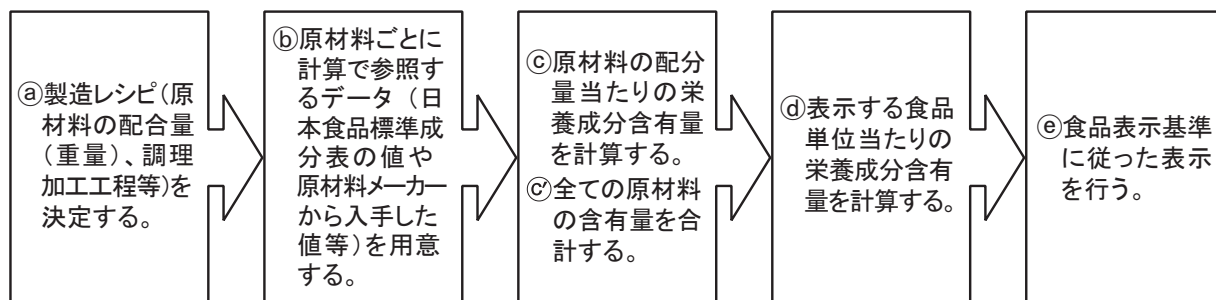 ⓐ製造レシピ（原
材料の配合量
（重量）、調理
加工工程等）を
決定する。
ⓑ原材料ごとに
計算で参照す
るデータ（日
本食品標準成
分表の値や
原材料メーカー
から入手した
値等）を用意
する。
ⓒ原材料の配分
量当たりの栄
養成分含有量
を計算する。
ⓒ′全ての原材料
の含有量を合
計する。
ⓓ表示する食品
単位当たりの
栄養成分含有
量を計算する。
ⓔ食品表示基準
に従った表示
を行う。